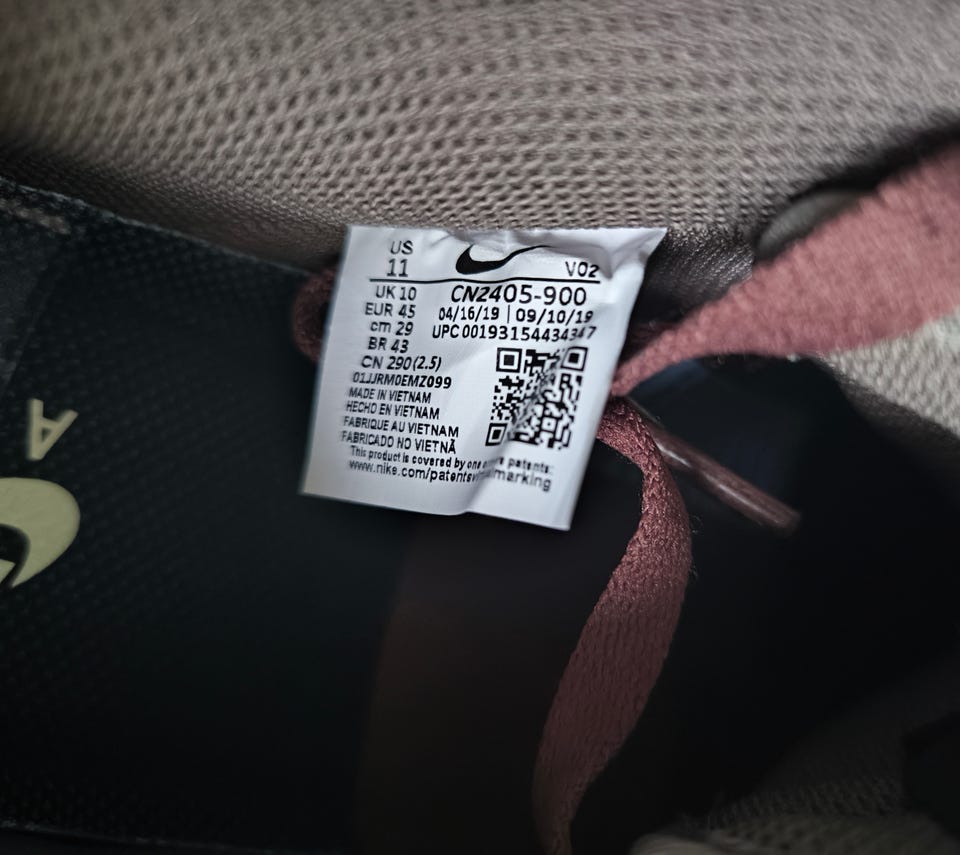 US
11
V02
UK 10
EUR 45
cm 29
BR 43
CN 290(2.5)
CN2405-900
04/16/19 | 09/10/19
UPC 00193154434347
01JJRM0EMZ099
MADE IN VIETNAM
HECHO EN VIETNAM
FABRIQUE AU VIETNAM
FABRICADO NO VIETNÃ
This product is covered by one or more patents:
www.nike.com/patentsvirtualmarking
A